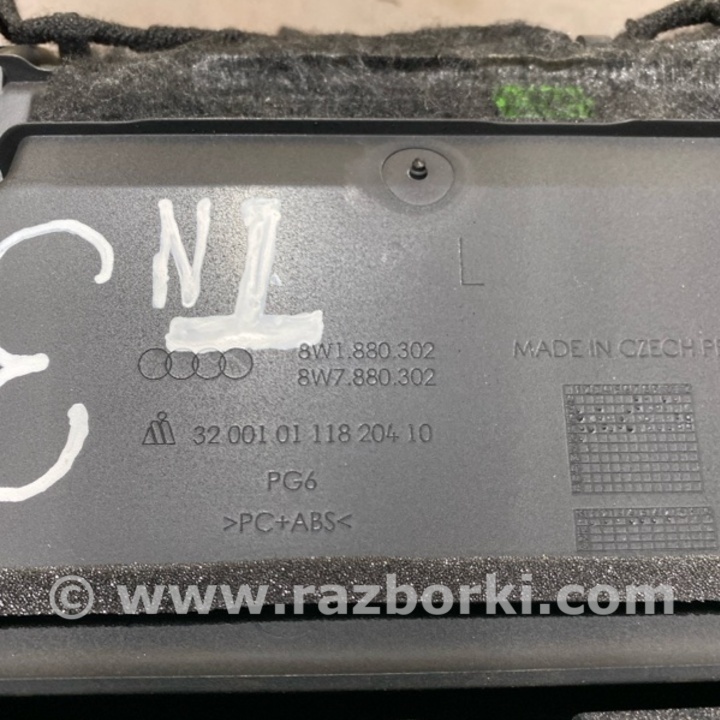 N 1
L
8W1.880.302
8W7.880.302
MADE IN CZECH
32 001 01 118 204 10
PG6
>PC+ABS<
© www.razborki.com